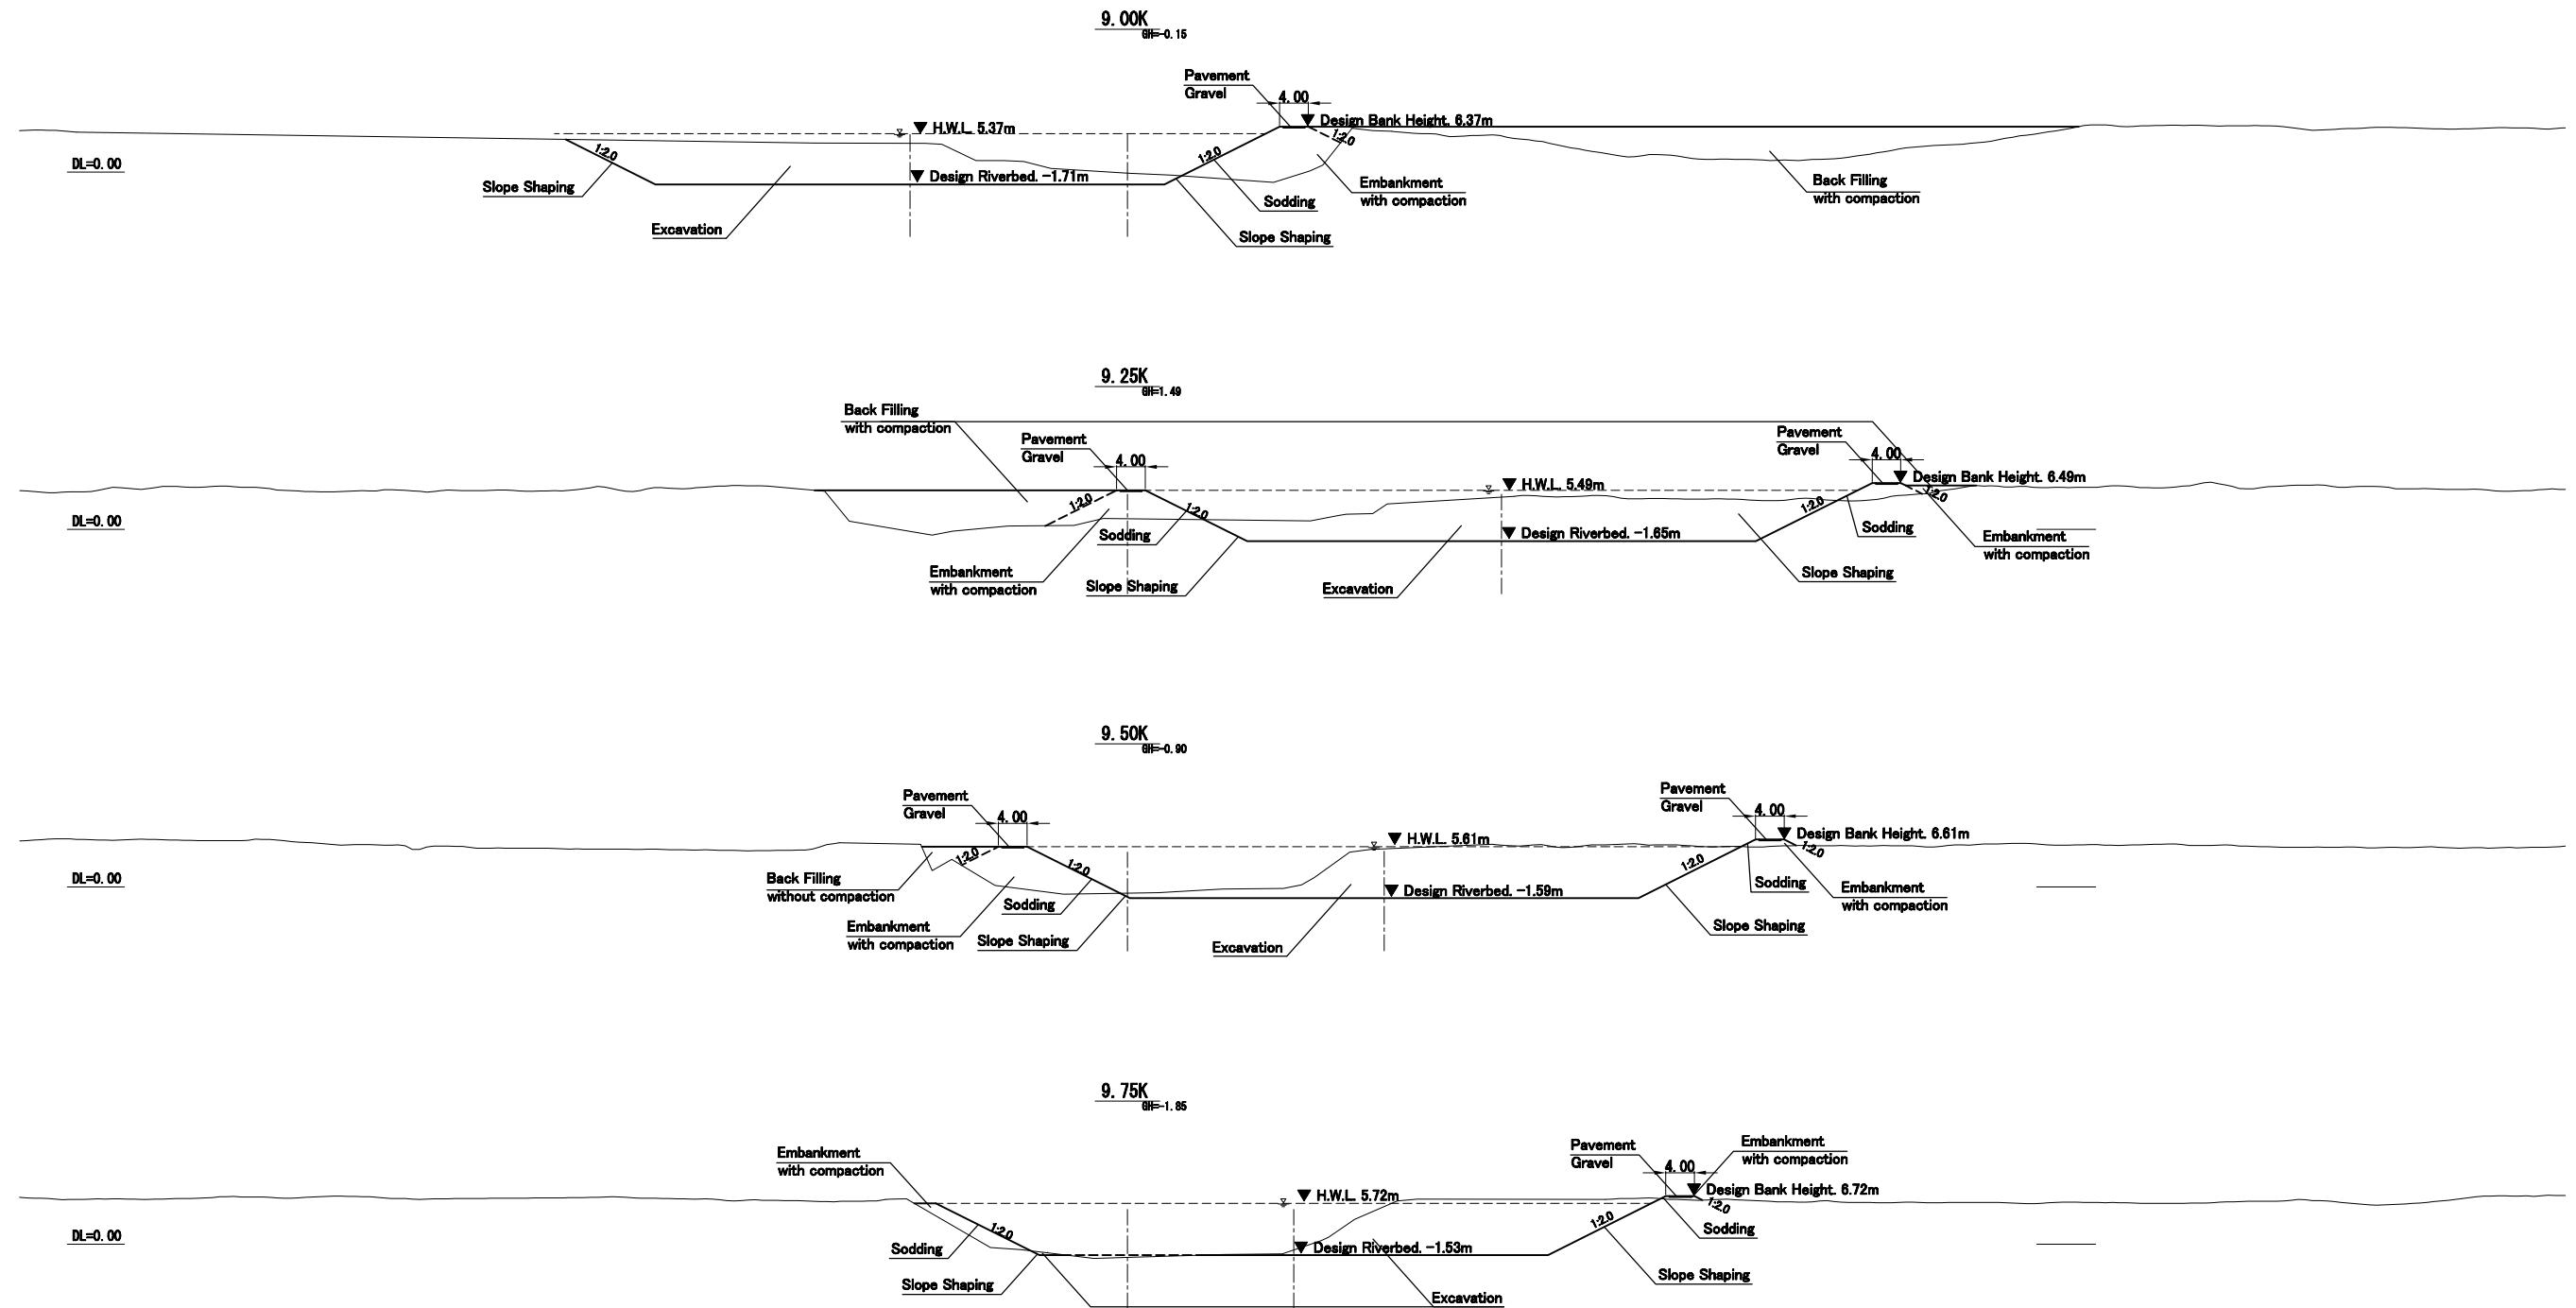 9.00K
GH=-0.15
Pavement
Gravel
4.00
H.W.L. 5.37m
Design Bank Height. 6.37m
1:2.0
1:2.0
1:2.0
DL=0.00
Slope Shaping
Design Riverbed. -1.71m
Embankment
with compaction
Back Filling
with compaction
Sodding
Excavation
Slope Shaping
9.25K
GH=1.49
Back Filling
with compaction
Pavement
Gravel
4.00
Pavement
Gravel
4.00
H.W.L. 5.49m
Design Bank Height. 6.49m
1:2.0
1:2.0
1:2.0
1:2.0
DL=0.00
Sodding
Design Riverbed. -1.65m
Sodding
Embankment
with compaction
Embankment
with compaction
Slope Shaping
Excavation
Slope Shaping
9.50K
GH=-0.90
Pavement
Gravel
4.00
Pavement
Gravel
4.00
H.W.L. 5.61m
Design Bank Height. 6.61m
1:2.0
1:2.0
1:2.0
1:2.0
DL=0.00
Back Filling
without compaction
Sodding
Design Riverbed. -1.59m
Sodding
Embankment
with compaction
Embankment
with compaction
Slope Shaping
Excavation
Slope Shaping
9.75K
GH=-1.85
Embankment
with compaction
Pavement
Gravel
4.00
Embankment
with compaction
H.W.L. 5.72m
Design Bank Height. 6.72m
1:2.0
1:2.0
1:2.0
DL=0.00
Sodding
Design Riverbed. -1.53m
Sodding
Slope Shaping
Slope Shaping
Excavation